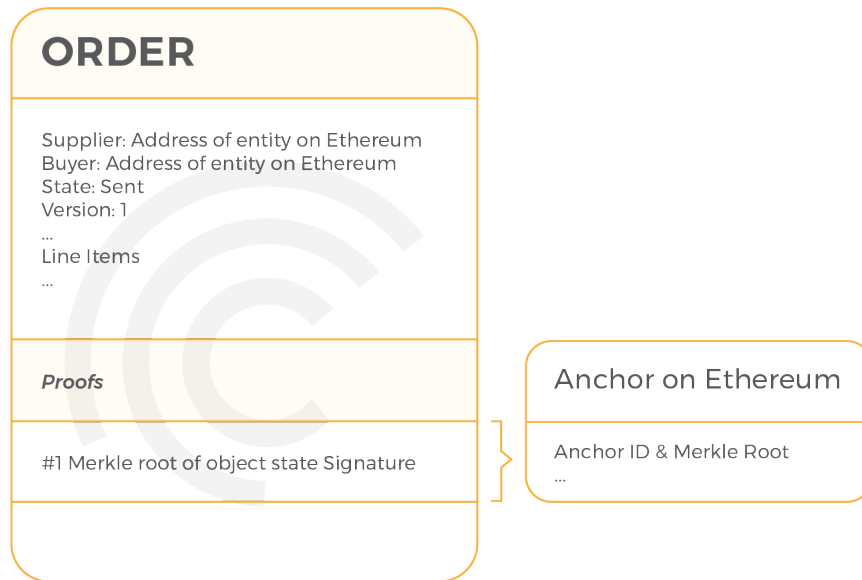 ORDER
Supplier: Address of entity on Ethereum
Buyer: Address of entity on Ethereum
State: Sent
Version: 1
...
Line Items
...
Proofs
#1 Merkle root of object state Signature
Anchor on Ethereum
Anchor ID & Merkle Root
...